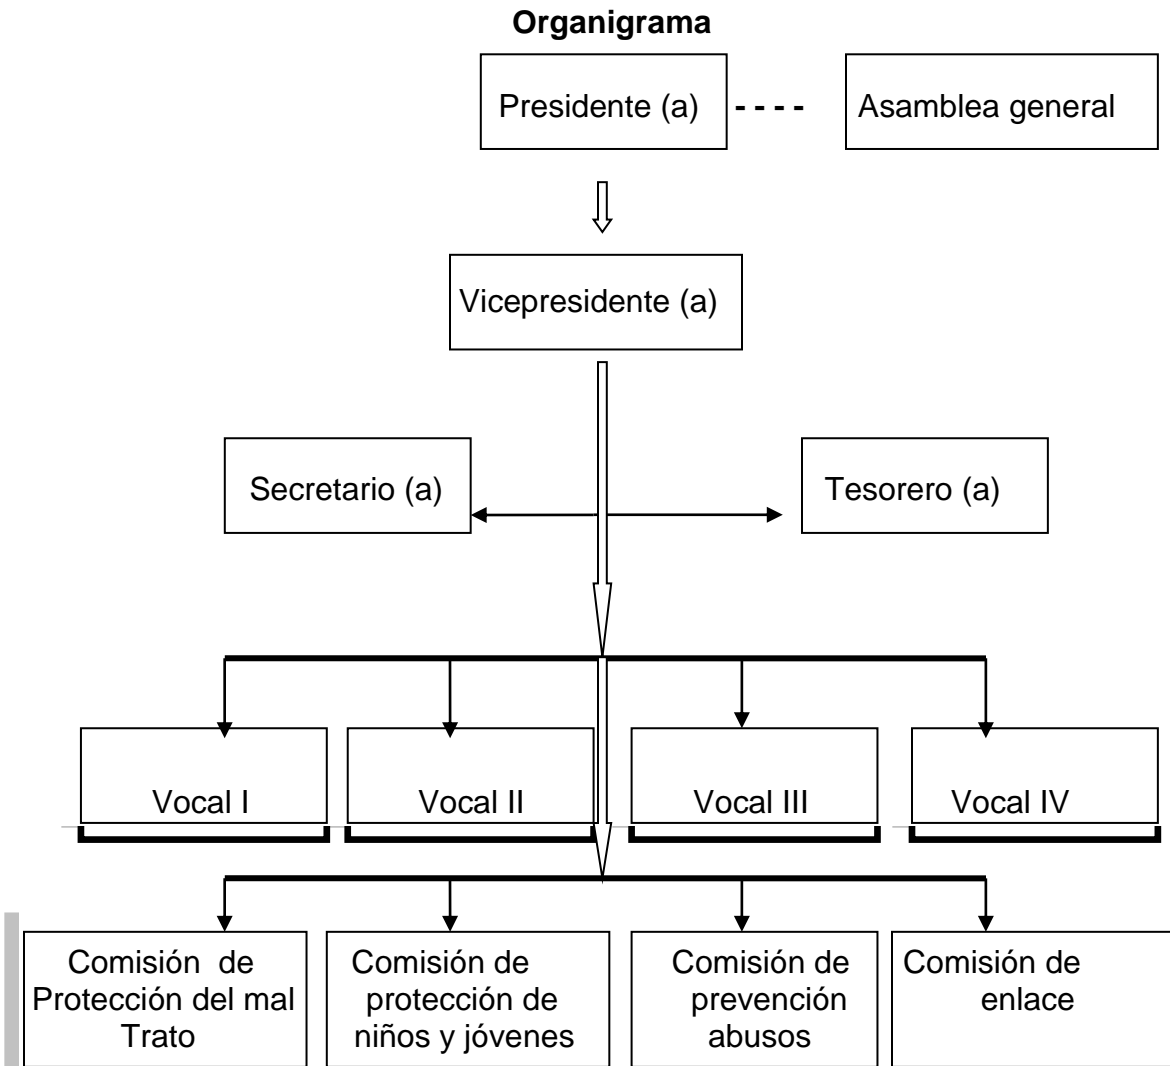 Organigrama
Presidente (a)
Asamblea general
Vicepresidente (a)
Secretario (a)
Tesorero (a)
Vocal I
Vocal II
Vocal III
Vocal IV
Comisión de
Protección del mal
Trato
Comisión de
protección de
niños y jóvenes
Comisión de
prevención
abusos
Comisión de
enlace